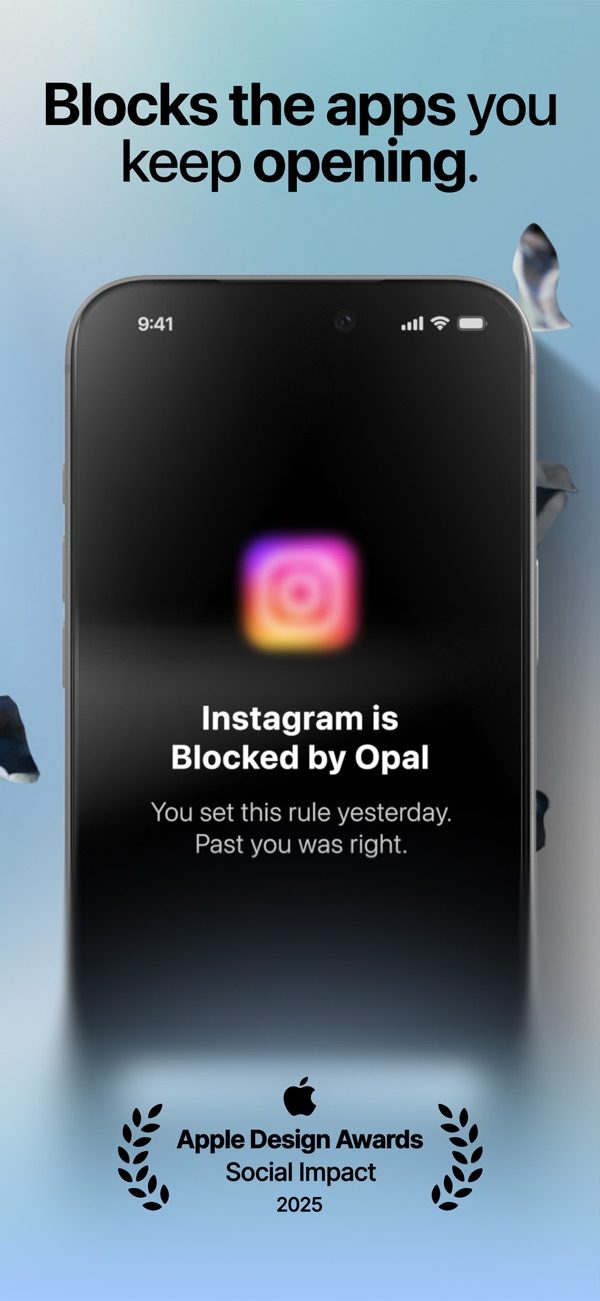 Blocks the apps you
keep opening.
9:41
Instagram is
Blocked by Opal
You set this rule yesterday.
Past you was right.
Apple Design Awards
Social Impact
2025